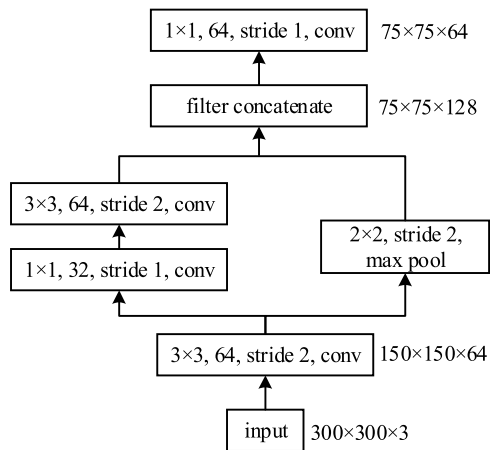 1×1, 64, stride 1, conv 75×75×64
filter concatenate 75×75×128
3×3, 64, stride 2, conv
1×1, 32, stride 1, conv
2×2, stride 2,
max pool
3×3, 64, stride 2, conv 150×150×64
input 300×300×3